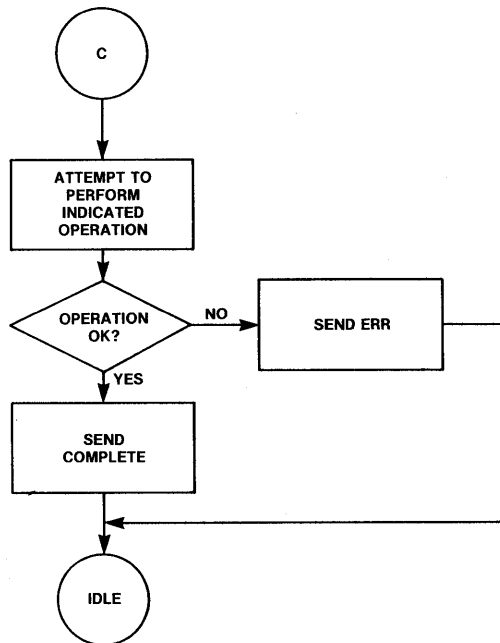 C
ATTEMPT TO
PERFORM
INDICATED
OPERATION
OPERATION
OK?
NO
SEND ERR
YES
SEND
COMPLETE
IDLE